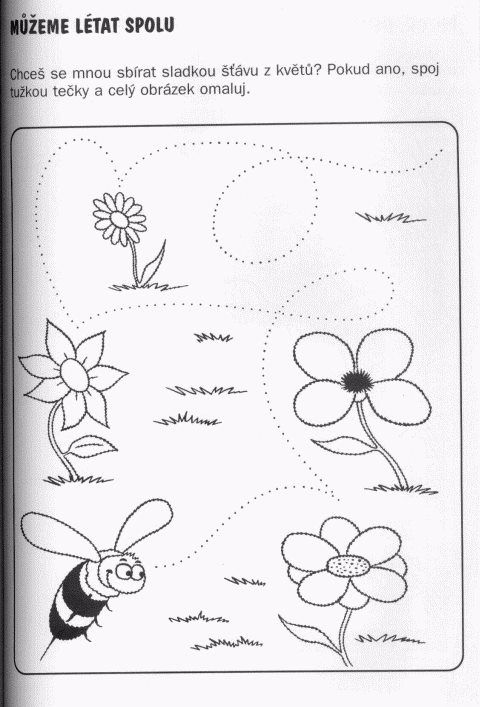 MŮŽEME LÉTAT SPOLU
Chceš se mnou sbírat sladkou šťávu z květů? Pokud ano, spoj
tužkou tečky a celý obrázek omaluj.